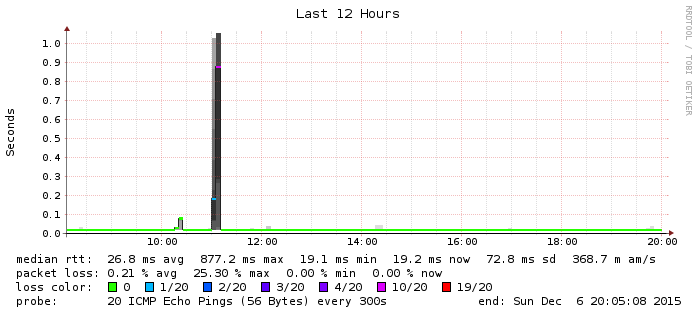 Last 12 Hours
RRDTOOL / TOBI OETIKER
Seconds
1.0
0.9
0.8
0.7
0.6
0.5
0.4
0.3
0.2
0.1
0.0
10:00 12:00 14:00 16:00 18:00 20:00
median rtt: 26.8 ms avg 877.2 ms max 19.1 ms min 19.2 ms now 72.8 ms sd 368.7 m am/s
packet loss: 0.21 % avg 25.30 % max 0.00 % min 0.00 % now
loss color: 0 1/20 2/20 3/20 4/20 10/20 19/20
probe: 20 ICMP Echo Pings (56 Bytes) every 300s end: Sun Dec 6 20:05:08 2015